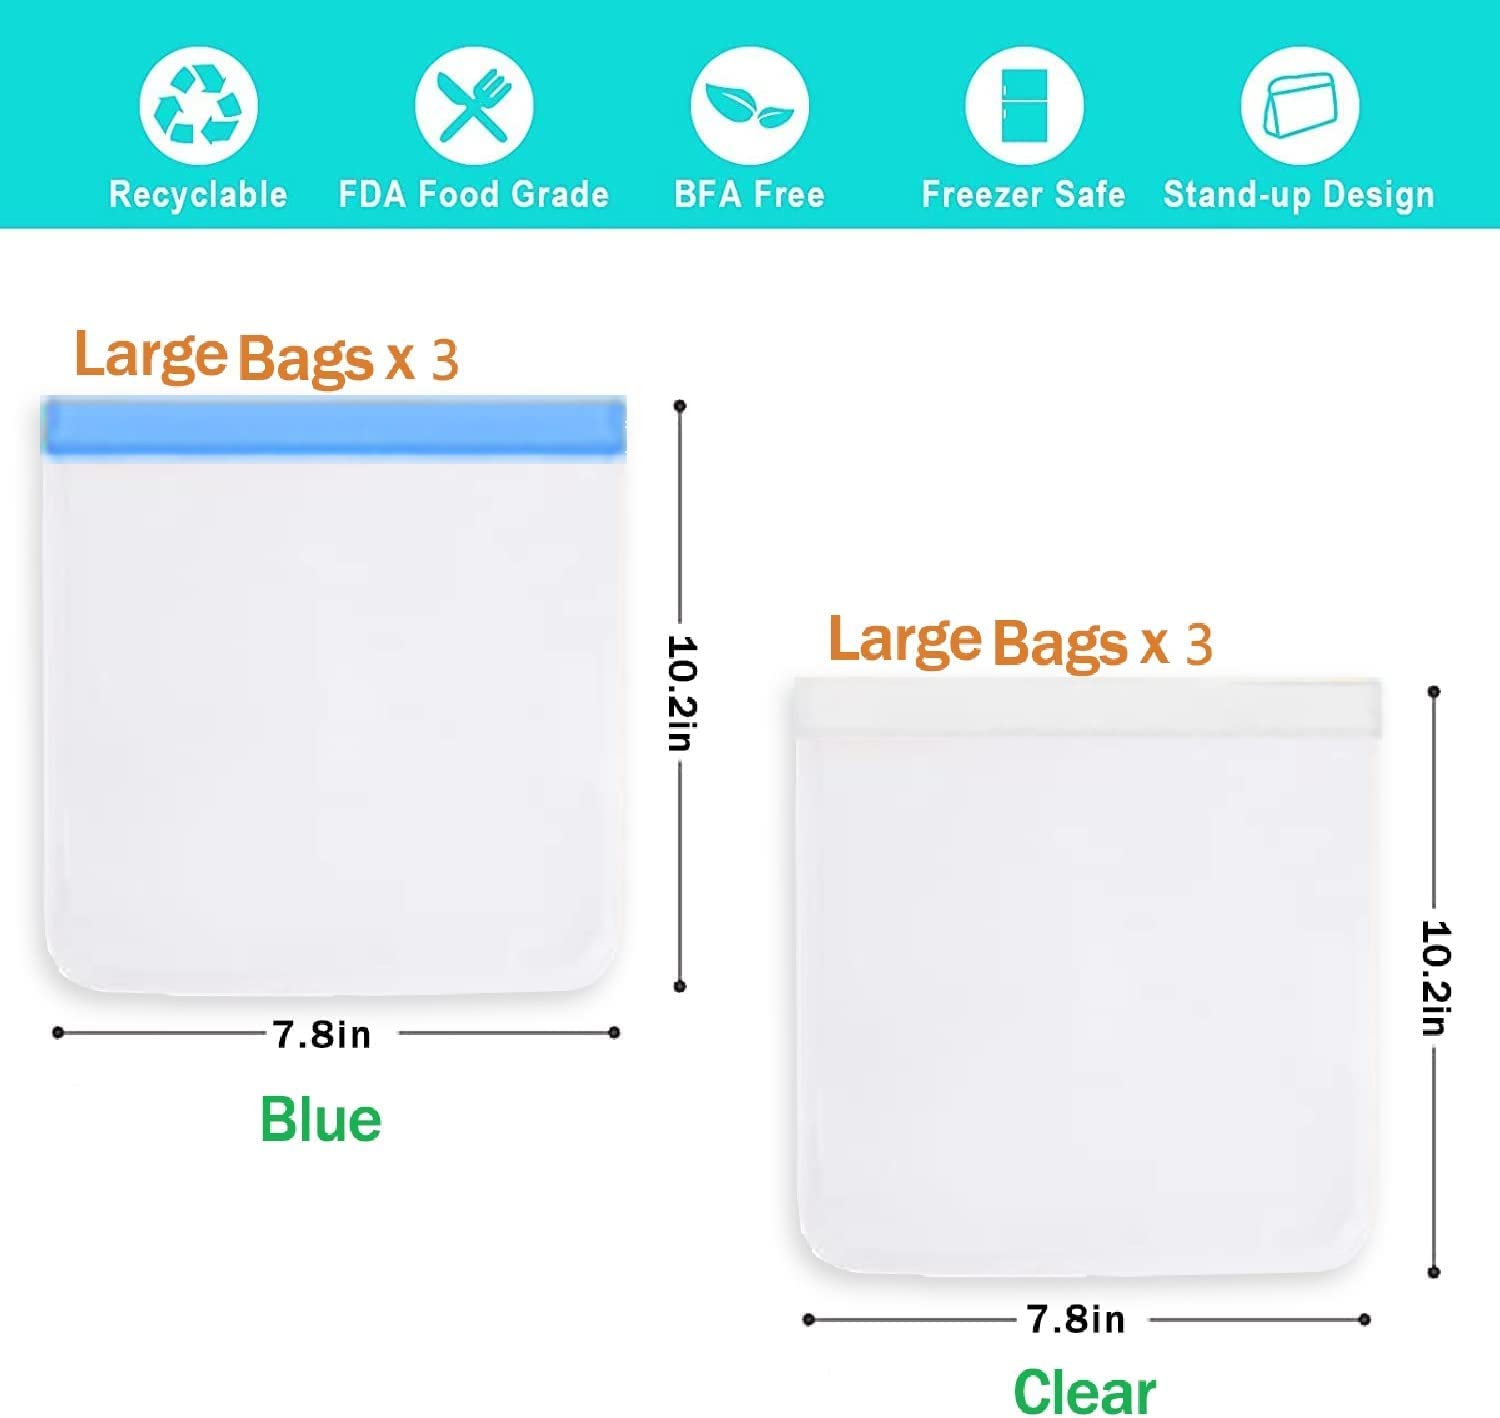 Recyclable
FDA Food Grade
BFA Free
Freezer Safe
Stand-up Design
Large Bags x 3
10.2in
7.8in
Blue
Large Bags x 3
10.2in
7.8in
Clear